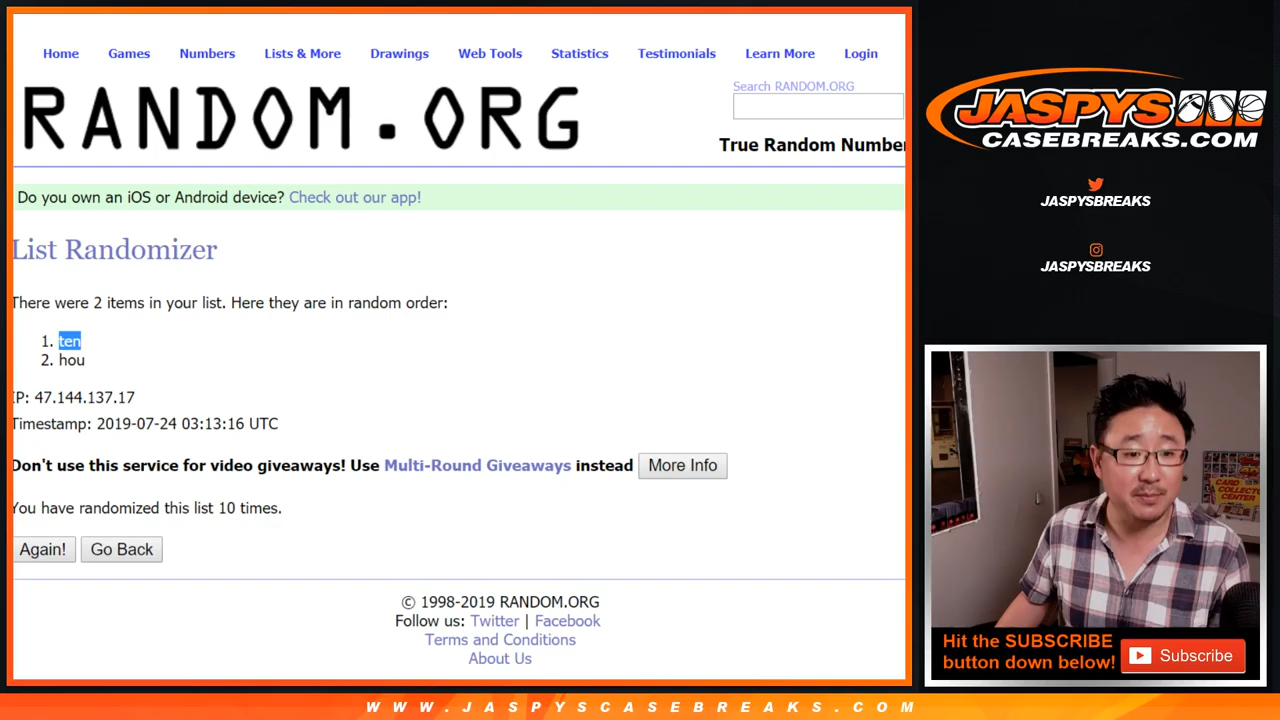 Home Games Numbers Lists & More Drawings Web Tools Statistics Testimonials Learn More Login
RANDOM.ORG
Search RANDOM.ORG
True Random Number
Do you own an iOS or Android device? Check out our app!
List Randomizer
There were 2 items in your list. Here they are in random order:
1. ten
2. hou
IP: 47.144.137.17
Timestamp: 2019-07-24 03:13:16 UTC
Don't use this service for video giveaways! Use Multi-Round Giveaways instead More Info
You have randomized this list 10 times.
Again! Go Back
© 1998-2019 RANDOM.ORG
Follow us: Twitter | Facebook
Terms and Conditions
About Us
JASPYS
CASEBREAKS.COM
JASPYSBREAKS
JASPYSBREAKS
CARD
COLLECTOR
CENTER
Hit the SUBSCRIBE
button down below! Subscribe
WWW.JASPYSCASEBREAKS.COM